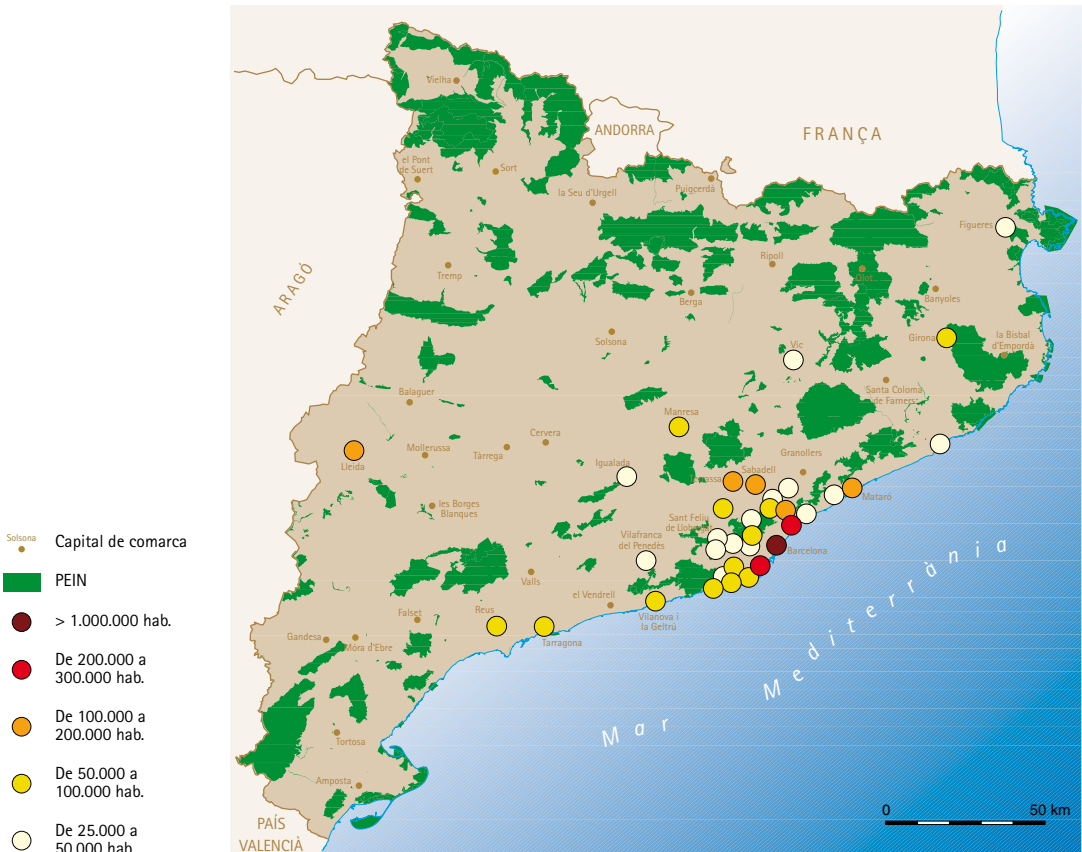 Vielha
ANDORRA
FRANÇA
el Pont
de Suert
Sort
la Seu d'Urgell
Puigcerdà
Figueres
ARAGÓ
Tremp
Ripoll
Olot
Banyoles
Berga
Solsona
Vic
Girona
la Bisbal
d'Empordà
Balaguer
Santa Coloma
de Farners
Manresa
Lleida
Mollerussa
Tàrrega
Cervera
Igualada
Granollers
Sabadell
Mataró
les Borges
Blanques
Sant Feliu
de Llobregat
Vilafranca
del Penedès
Barcelona
Valls
el Vendrell
Vilanova i
la Geltrú
Reus
Falset
Tarragona
Gandesa
Móra d'Ebre
Tortosa
Amposta
PAÍS
VALENCIÀ
Mar Mediterrània
0 50 km
Solsona
Capital de comarca
PEIN
> 1.000.000 hab.
De 200.000 a
300.000 hab.
De 100.000 a
200.000 hab.
De 50.000 a
100.000 hab.
De 25.000 a
50.000 hab.